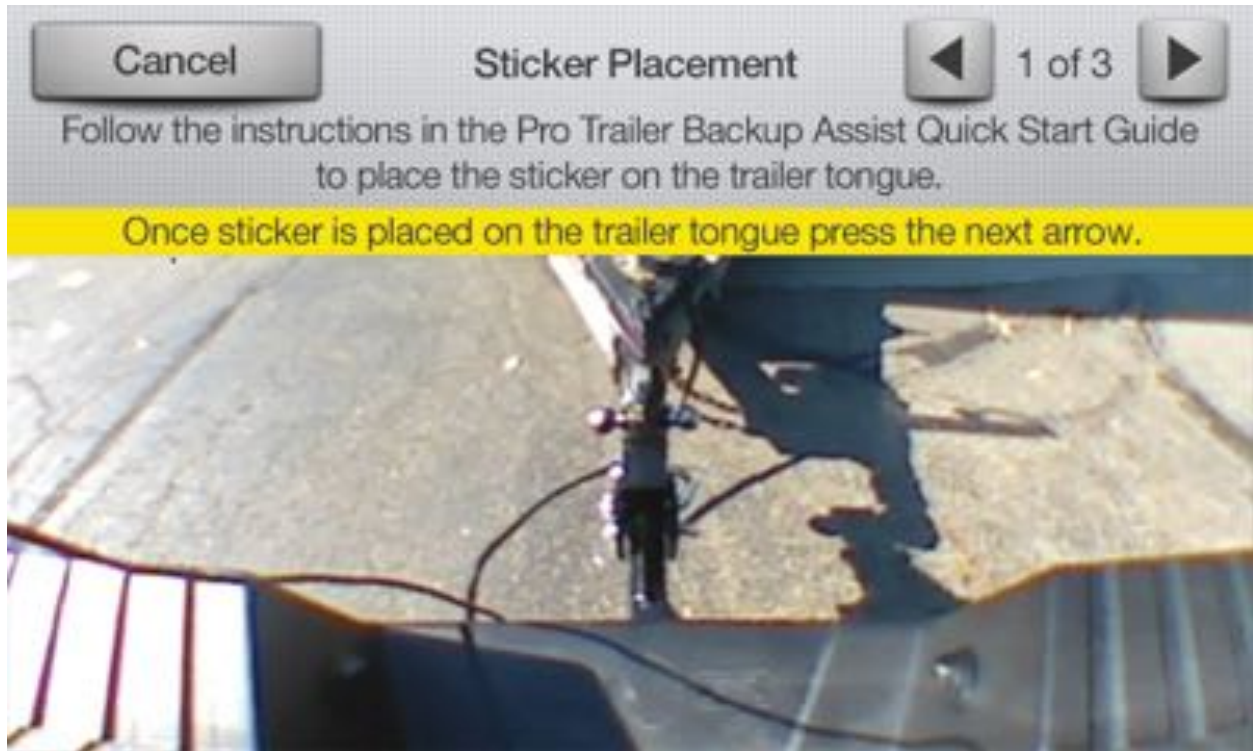 Cancel
Sticker Placement
1 of 3
Follow the instructions in the Pro Trailer Backup Assist Quick Start Guide
to place the sticker on the trailer tongue.
Once sticker is placed on the trailer tongue press the next arrow.